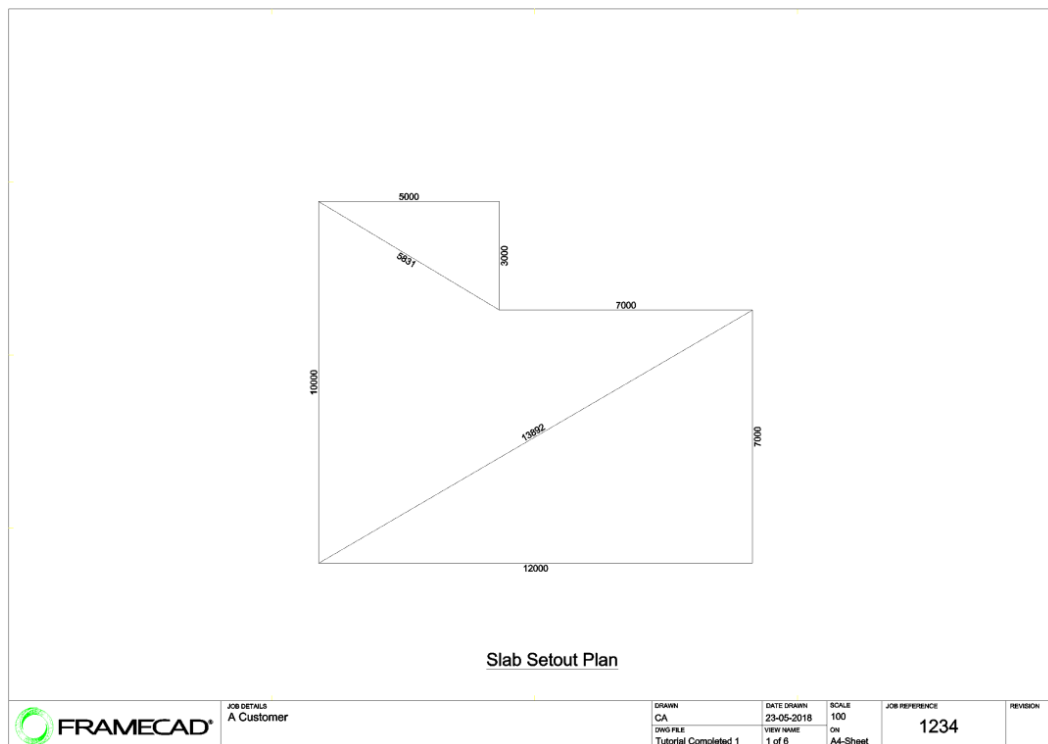 5000
3000
5831
7000
10000
13892
7000
12000
Slab Setout Plan
FRAMECAD®
JOB DETAILS
A Customer
DRAWN
CA
DWG FILE
Tutorial Completed 1
DATE DRAWN
23-05-2018
VIEW NAME
1 of 6
SCALE
100
ON
A4-Sheet
JOB REFERENCE
1234
REVISION